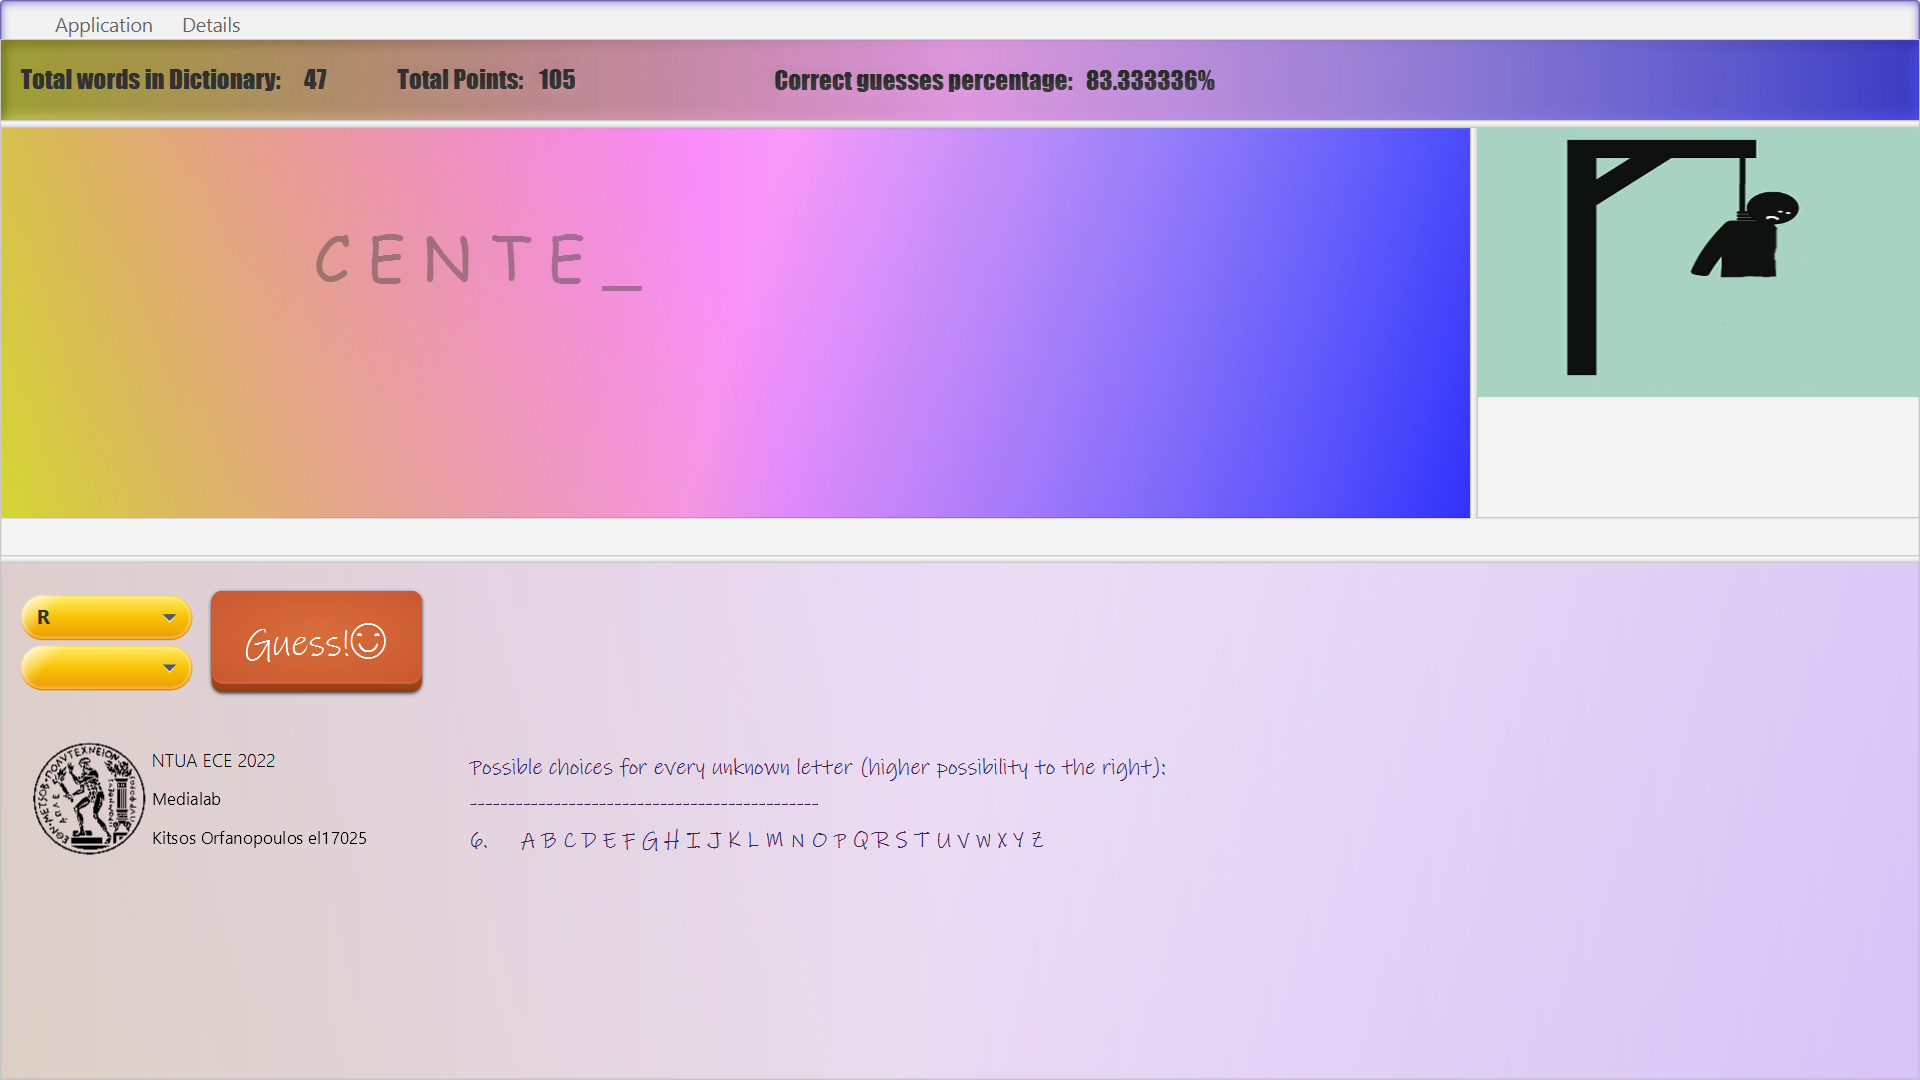 Application Details
Total words in Dictionary: 47 Total Points: 105 Correct guesses percentage: 83.333336%
C E N T E _
R
Guess!☺
NTUA ECE 2022
Medialab
Kitsos Orfanopoulos el17025
Possible choices for every unknown letter (higher possibility to the right):
----------------------------------------------
6. A B C D E F G H I J K L M N O P Q R S T U V W X Y Z